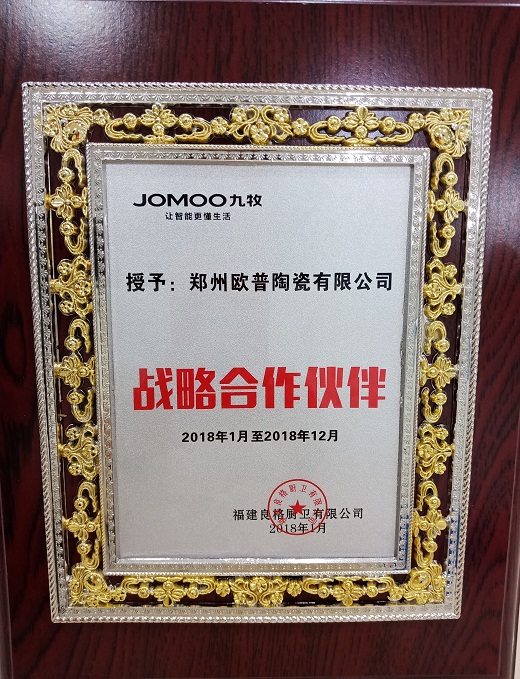 JOMOO九牧
让智能更懂生活
授予：郑州欧普陶瓷有限公司
战略合作伙伴
2018年1月至2018年12月
福建良格厨卫有限公司
2018年1月